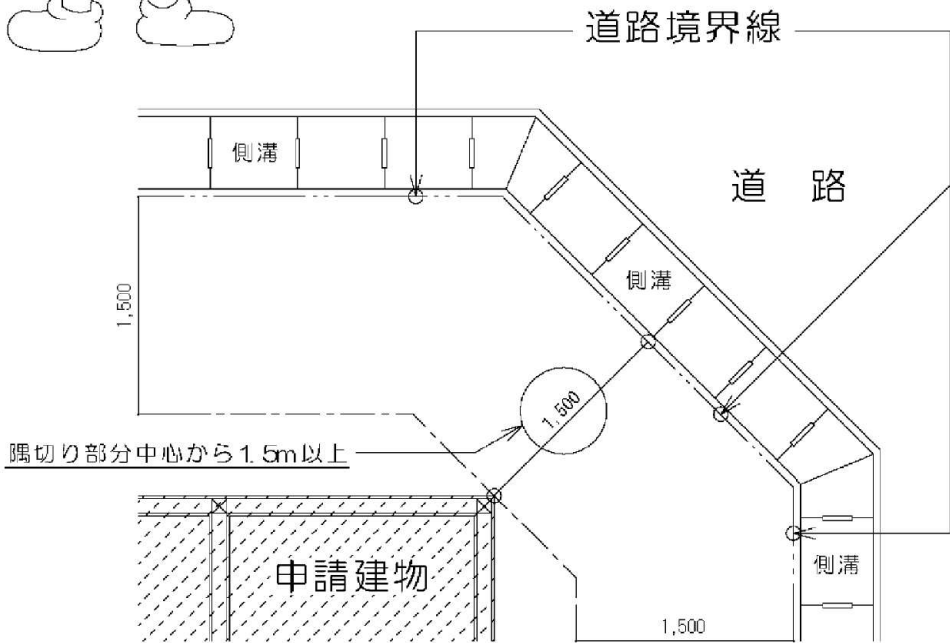 道路境界線
側溝
道 路
側溝
1,500
1,500
隅切り部分中心から1.5m以上
申請建物
側溝
1,500